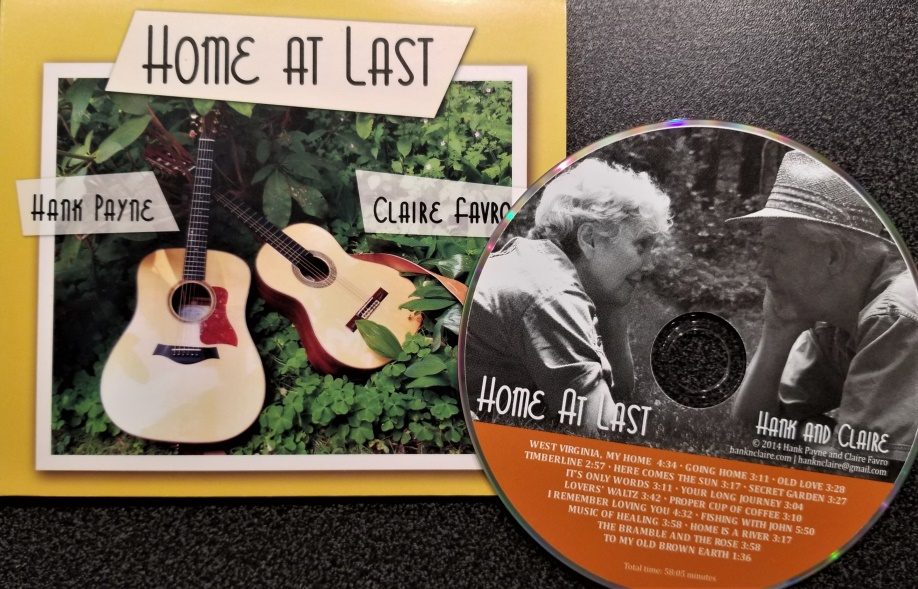 HOME AT LAST
HANK PAYNE
CLAIRE FAVRO
HOME AT LAST
HANK AND CLAIRE
© 2014 Hank Payne and Claire Favro
hanknclaire.com | hanknclaire@gmail.com
WEST VIRGINIA, MY HOME 4:34 · GOING HOME 3:11 · OLD LOVE 3:28
TIMBERLINE 2:57 · HERE COMES THE SUN 3:17 · SECRET GARDEN 3:27
IT'S ONLY WORDS 3:11 · YOUR LONG JOURNEY 3:04
LOVERS' WALTZ 3:42 · PROPER CUP OF COFFEE 3:10
I REMEMBER LOVING YOU 4:32 · FISHING WITH JOHN 5:50
MUSIC OF HEALING 3:58 · HOME IS A RIVER 3:17
THE BRAMBLE AND THE ROSE 3:58
TO MY OLD BROWN EARTH 1:36
Total time: 58:05 minutes